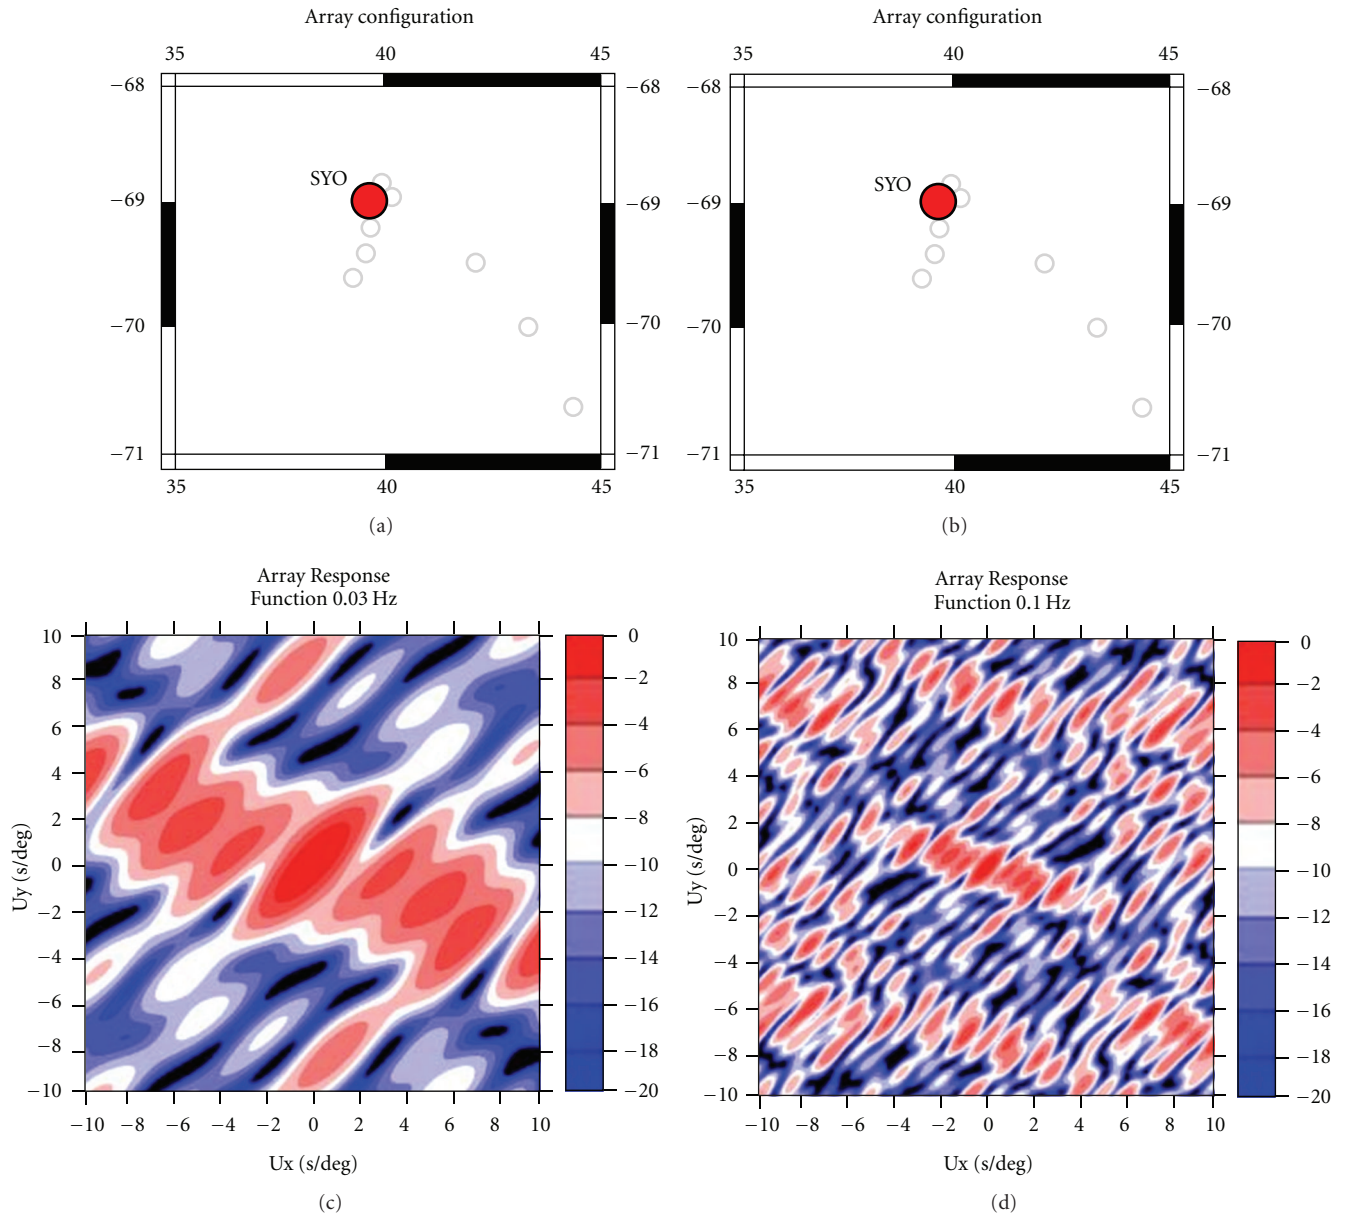 Array configuration
35 40 45
−68 −68
SYO
−69 −69
−70 −70
−71 −71
35 40 45
(a)
Array configuration
35 40 45
−68
SYO
−69 −69
−70 −70
−71 −71
35 40 45
(b)
Array Response
Function 0.03 Hz
10
8
6
4
2
0
−2
−4
−6
−8
−10
Uy (s/deg)
−10 −8 −6 −4 −2 0 2 4 6 8 10
Ux (s/deg)
0
−2
−4
−6
−8
−10
−12
−14
−16
−18
−20
(c)
Array Response
Function 0.1 Hz
10
8
6
4
2
0
−2
−4
−6
−8
−10
Uy (s/deg)
−10 −8 −6 −4 −2 0 2 4 6 8 10
Ux (s/deg)
0
−2
−4
−6
−8
−10
−12
−14
−16
−18
−20
(d)